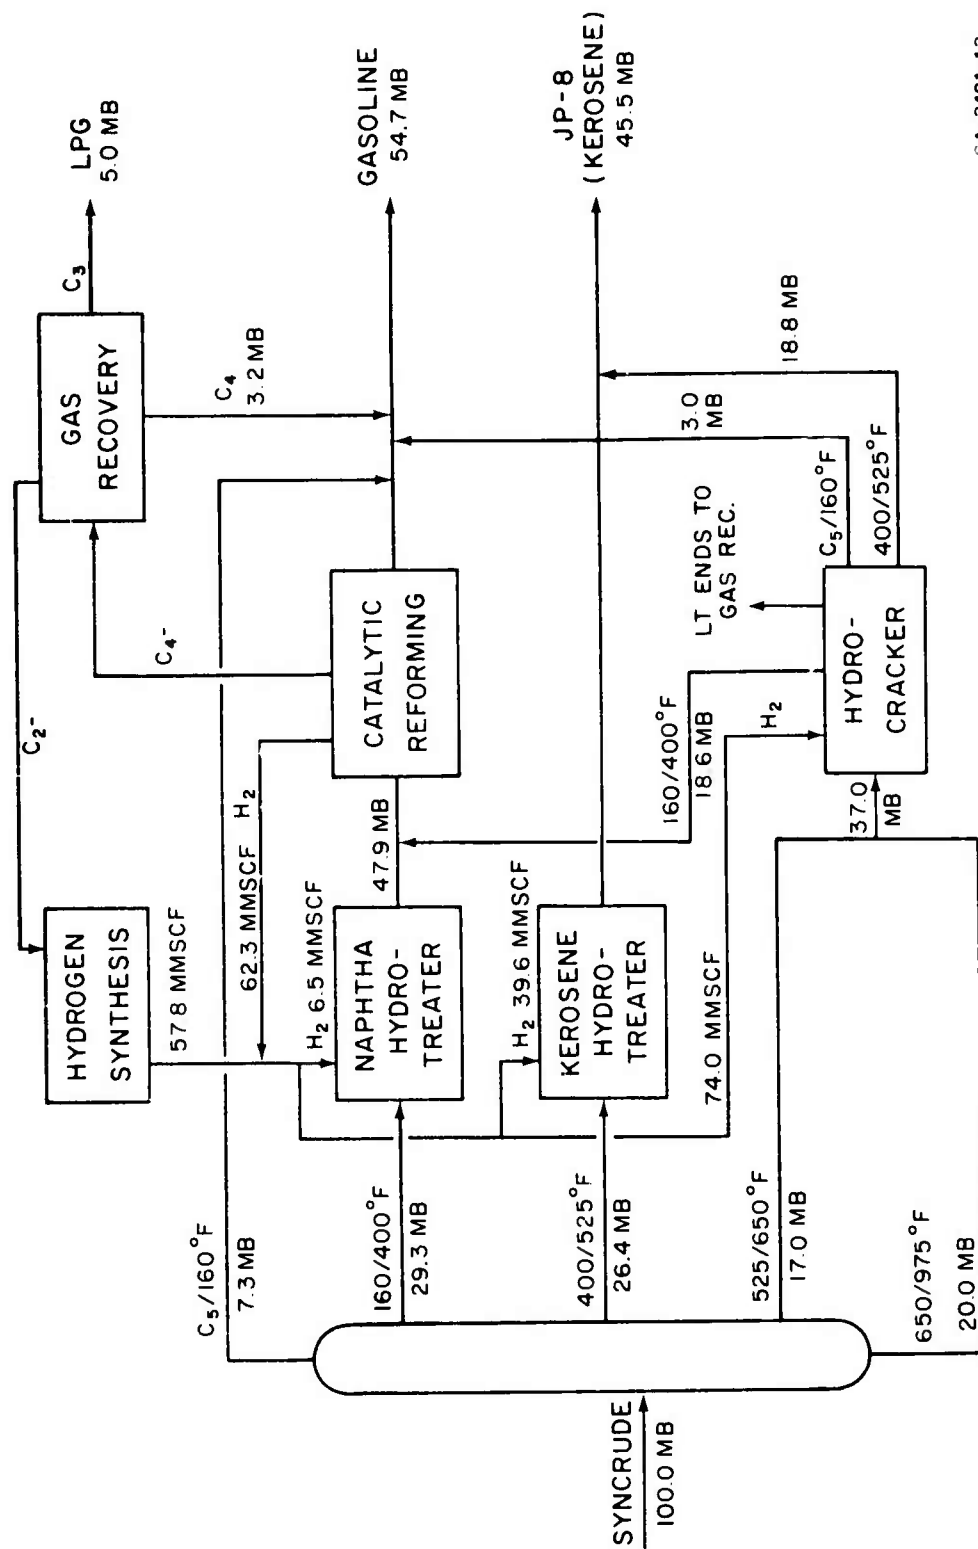 SYNCRUDE
100.0 MB
C5/160°F
7.3 MB
160/400°F
29.3 MB
400/525°F
26.4 MB
525/650°F
17.0 MB
650/975°F
20.0 MB
HYDROGEN
SYNTHESIS
57.8 MMSCF
62.3 MMSCF
H2
H2 6.5 MMSCF
NAPHTHA
HYDRO-
TREATER
H2 39.6 MMSCF
KEROSENE
HYDRO-
TREATER
74.0 MMSCF
H2
37.0
MB
47.9 MB
160/400°F
18.6 MB
C2-
C4-
CATALYTIC
REFORMING
HYDRO-
CRACKER
LT ENDS TO
GAS REC.
C5/160°F
3.0
MB
400/525°F
18.8 MB
GAS
RECOVERY
C4
3.2 MB
C3
LPG
5.0 MB
GASOLINE
54.7 MB
JP-8
(KEROSENE)
45.5 MB